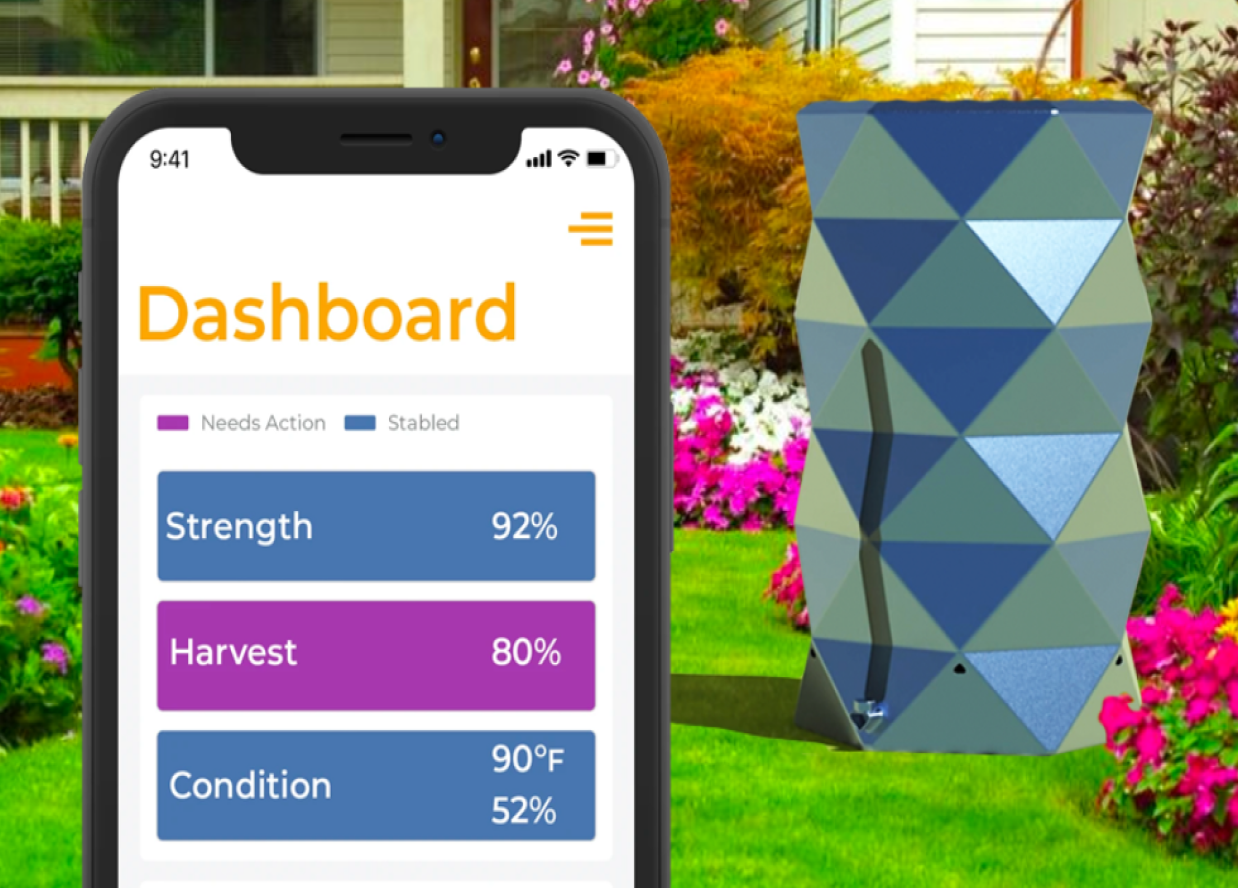 9:41
Dashboard
Needs Action Stabled
Strength 92%
Harvest 80%
Condition 90°F
52%